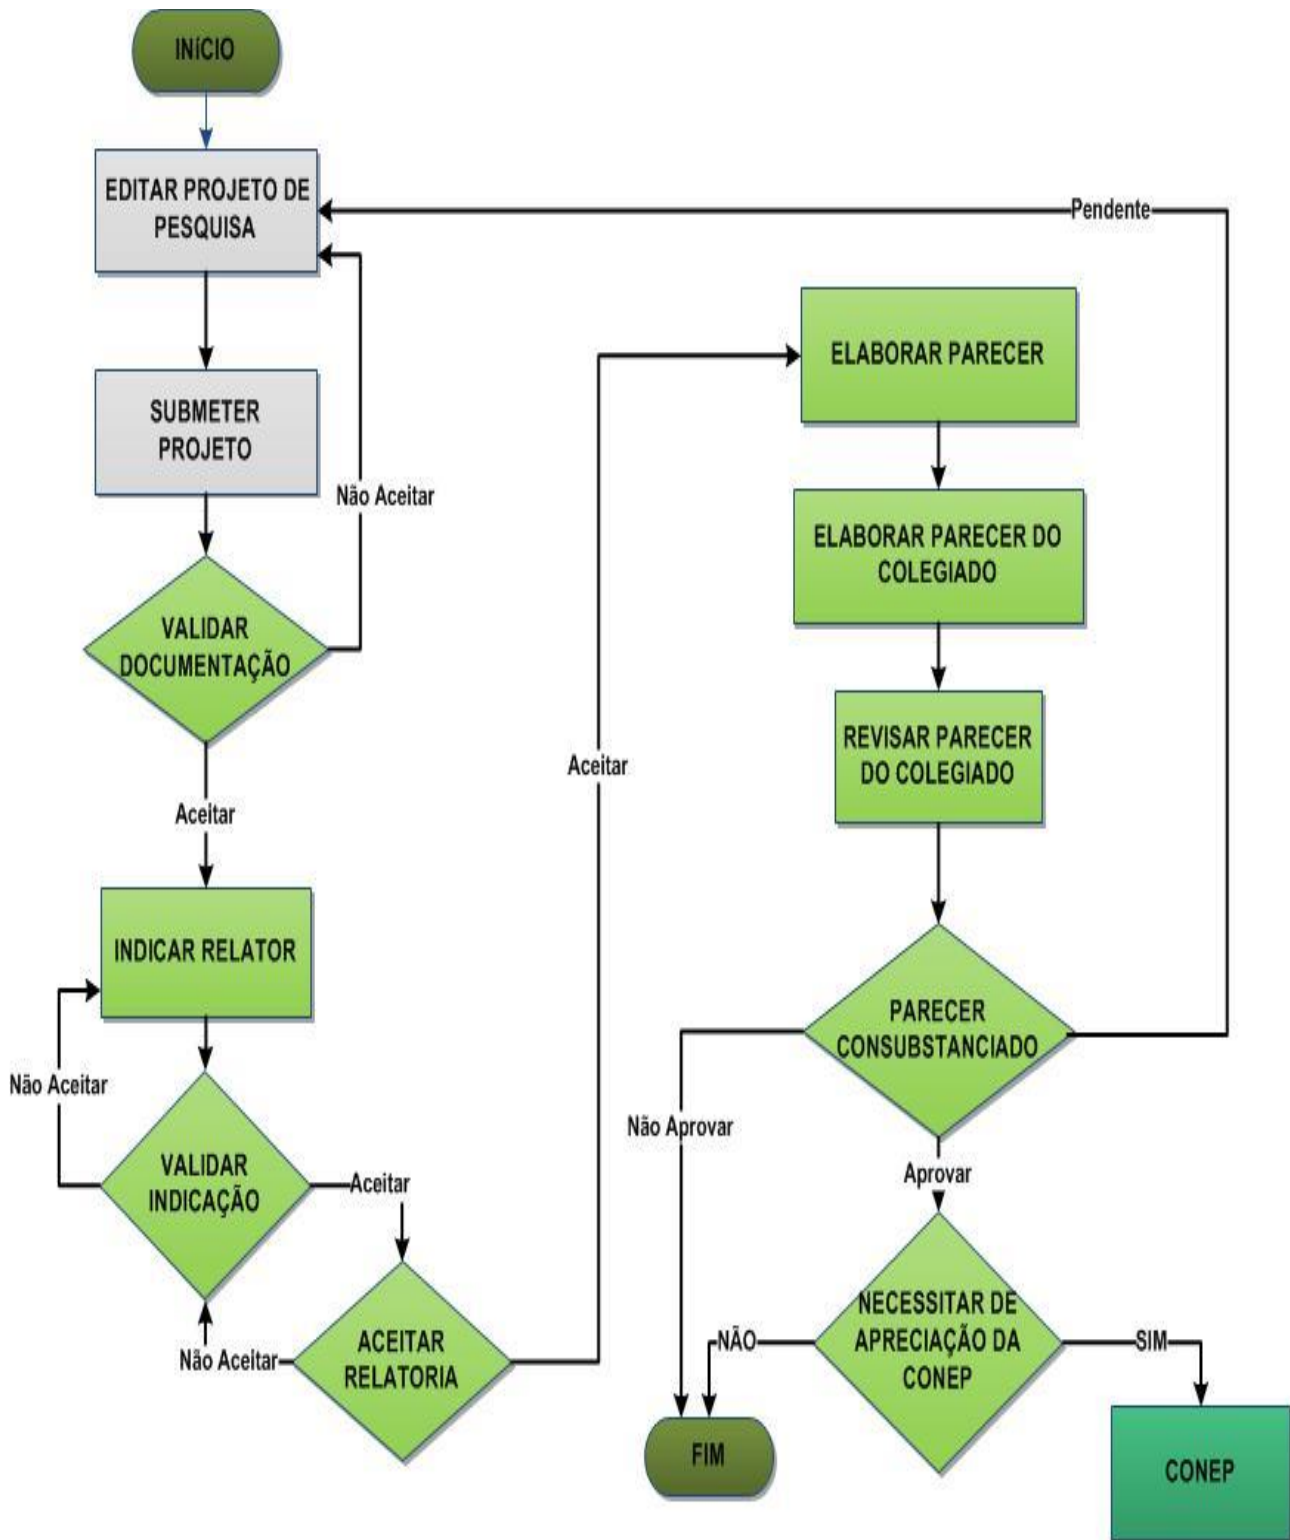 INÍCIO
EDITAR PROJETO DE
PESQUISA
Pendente
SUBMETER
PROJETO
Não Aceitar
VALIDAR
DOCUMENTAÇÃO
Aceitar
INDICAR RELATOR
Não Aceitar
VALIDAR
INDICAÇÃO
Aceitar
Não Aceitar
ACEITAR
RELATORIA
Aceitar
ELABORAR PARECER
ELABORAR PARECER DO
COLEGIADO
REVISAR PARECER
DO COLEGIADO
PARECER
CONSUBSTANCIADO
Não Aprovar
Aprovar
NECESSITAR DE
APRECIAÇÃO DA
CONEP
NÃO
SIM
FIM
CONEP